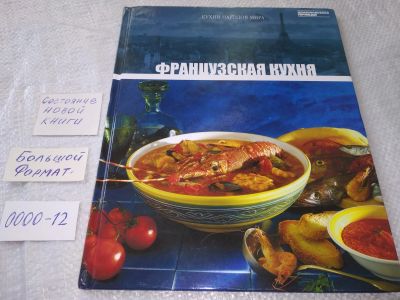 КУХНИ НАРОДОВ МИРА
ФРАНЦУЗСКАЯ КУХНЯ
Состояние
новой
книги
Большой
Формат.
0000-12